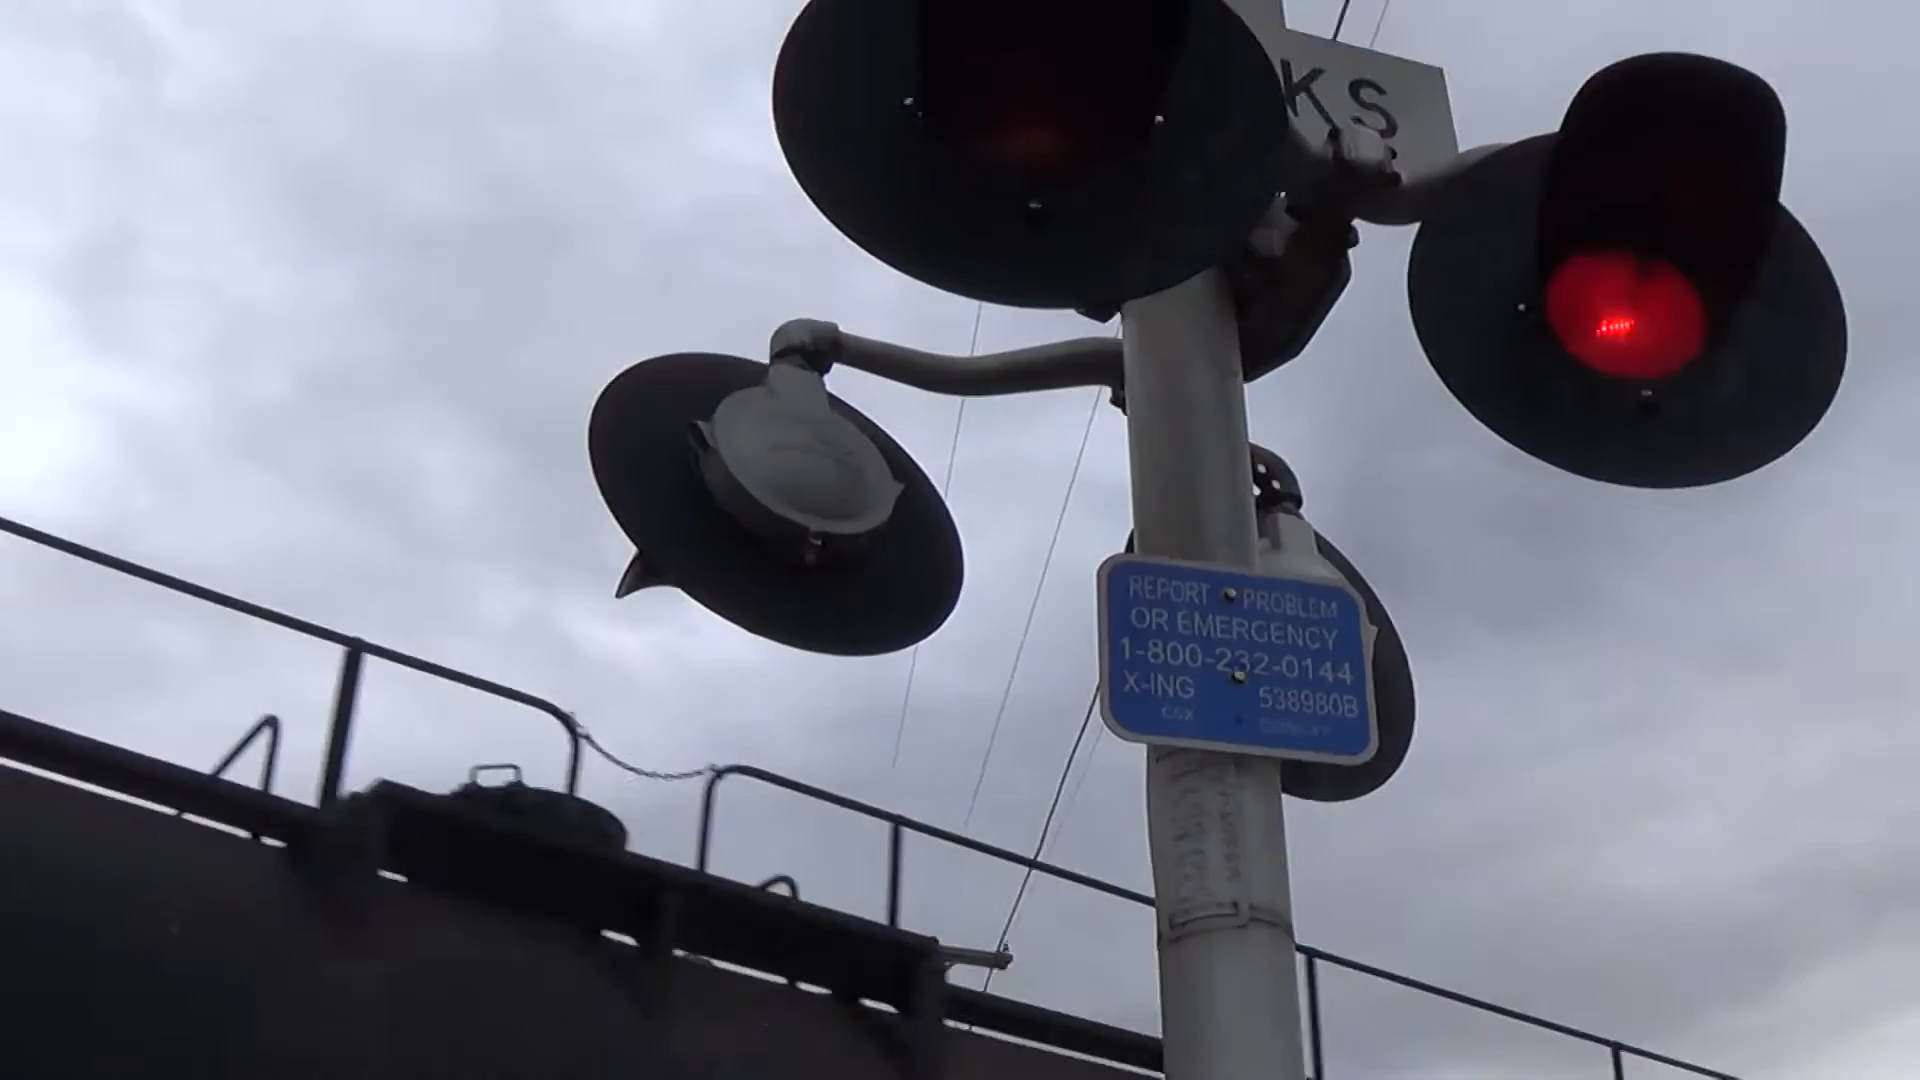 KS
REPORT PROBLEM
OR EMERGENCY
1-800-232-0144
X-ING 538980B
CSX